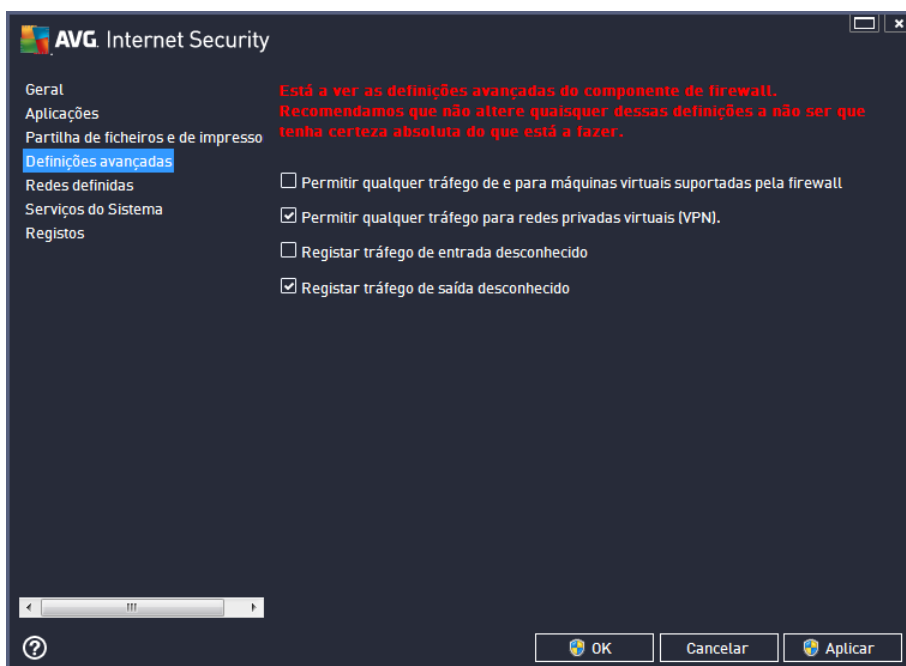 AVG. Internet Security
Geral
Aplicações
Partilha de ficheiros e de impresso
Definições avançadas
Redes definidas
Serviços do Sistema
Registos
Está a ver as definições avançadas do componente de firewall.
Recomendamos que não altere quaisquer dessas definições a não ser que
tenha certeza absoluta do que está a fazer.
Permitir qualquer tráfego de e para máquinas virtuais suportadas pela firewall
Permitir qualquer tráfego para redes privadas virtuais (VPN).
Registar tráfego de entrada desconhecido
Registar tráfego de saída desconhecido
OK
Cancelar
Aplicar